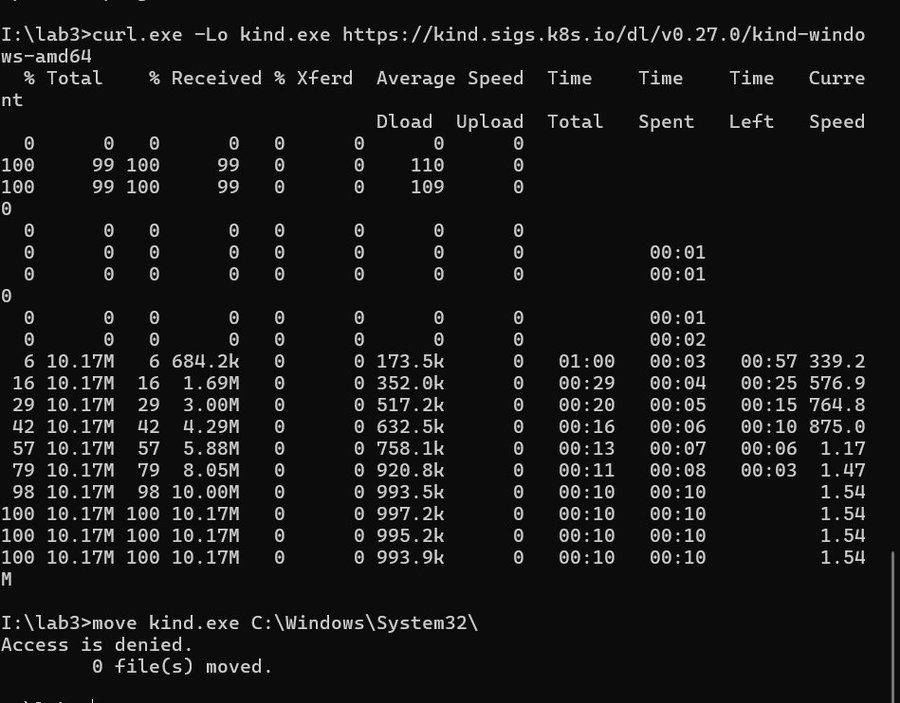 I:\lab3>curl.exe -Lo kind.exe https://kind.sigs.k8s.io/dl/v0.27.0/kind-windo
ws-amd64
  % Total    % Received % Xferd  Average Speed  Time    Time    Time   Curre
nt
                                 Dload  Upload  Total   Spent   Left   Speed
  0      0   0      0   0      0      0      0
100     99 100     99   0      0    110      0
100     99 100     99   0      0    109      0
0
  0      0   0      0   0      0      0      0
  0      0   0      0   0      0      0      0           00:01
  0      0   0      0   0      0      0      0           00:01
0
  0      0   0      0   0      0      0      0           00:01
  0      0   0      0   0      0      0      0           00:02
  6 10.17M   6 684.2k   0      0 173.5k      0   01:00   00:03   00:57 339.2
 16 10.17M  16  1.69M   0      0 352.0k      0   00:29   00:04   00:25 576.9
 29 10.17M  29  3.00M   0      0 517.2k      0   00:20   00:05   00:15 764.8
 42 10.17M  42  4.29M   0      0 632.5k      0   00:16   00:06   00:10 875.0
 57 10.17M  57  5.88M   0      0 758.1k      0   00:13   00:07   00:06  1.17
 79 10.17M  79  8.05M   0      0 920.8k      0   00:11   00:08   00:03  1.47
 98 10.17M  98 10.00M   0      0 993.5k      0   00:10   00:10          1.54
100 10.17M 100 10.17M   0      0 997.2k      0   00:10   00:10          1.54
100 10.17M 100 10.17M   0      0 995.2k      0   00:10   00:10          1.54
100 10.17M 100 10.17M   0      0 993.9k      0   00:10   00:10          1.54
M
I:\lab3>move kind.exe C:\Windows\System32\
Access is denied.
        0 file(s) moved.